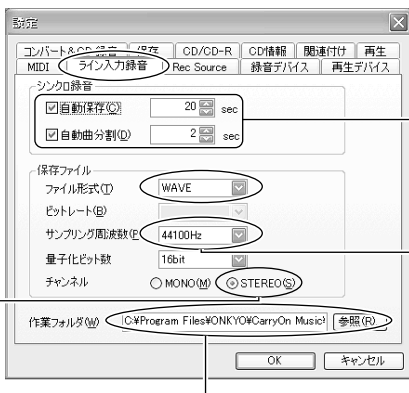 設定
コンバート&CD 録音 保存 CD/CD-R CD情報 関連付け 再生
MIDI ライン入力録音 Rec Source 録音デバイス 再生デバイス
シンクロ録音
自動保存(C) 20 sec
自動曲分割(D) 2 sec
保存ファイル
ファイル形式(T) WAVE
ビットレート(B)
サンプリング周波数(P 44100Hz
量子化ビット数 16bit
チャンネル MONO(M) STEREO(S)
作業フォルダ(W) C:¥Program Files¥ONKYO¥CarryOn Music¥ 参照(R)
OK キャンセル